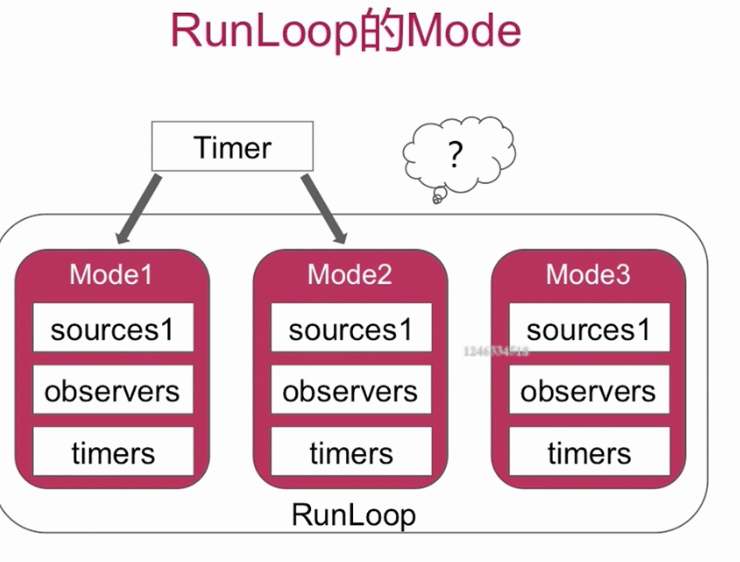 RunLoop的Mode
Timer
?
Mode1
Mode2
Mode3
sources1
sources1
sources1
observers
observers
observers
timers
timers
timers
RunLoop